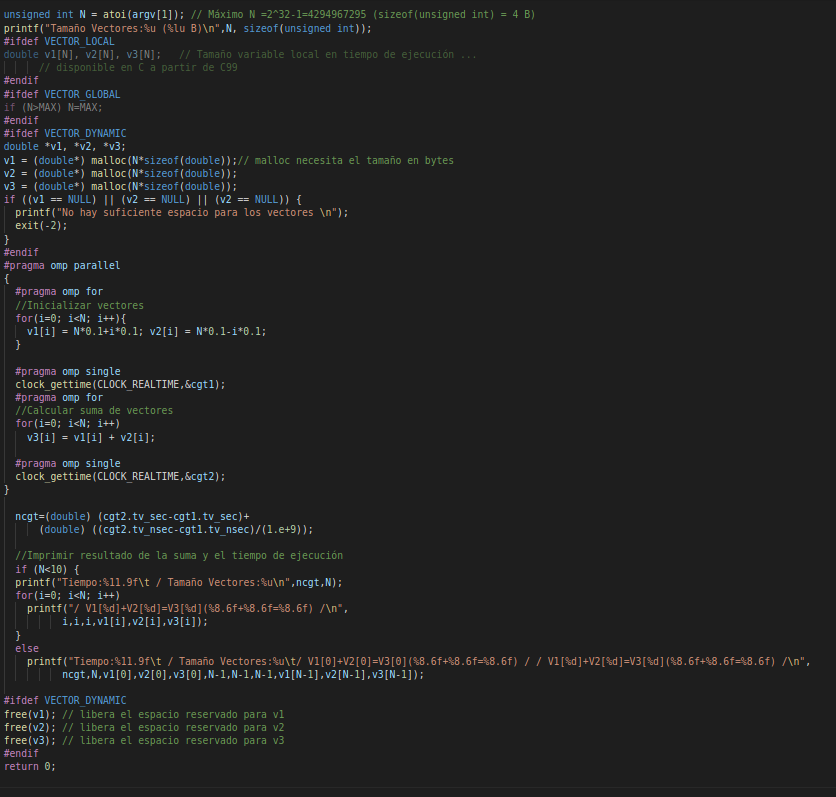 unsigned int N = atoi(argv[1]); // Máximo N =2^32-1=4294967295 (sizeof(unsigned int) = 4 B)
printf("Tamaño Vectores:%u (%lu B)\n",N, sizeof(unsigned int));
#ifdef VECTOR_LOCAL
double v1[N], v2[N], v3[N];   // Tamaño variable local en tiempo de ejecución ...
// disponible en C a partir de C99
#endif
#ifdef VECTOR_GLOBAL
if (N>MAX) N=MAX;
#endif
#ifdef VECTOR_DYNAMIC
double *v1, *v2, *v3;
v1 = (double*) malloc(N*sizeof(double));// malloc necesita el tamaño en bytes
v2 = (double*) malloc(N*sizeof(double));
v3 = (double*) malloc(N*sizeof(double));
if ((v1 == NULL) || (v2 == NULL) || (v2 == NULL)) {
  printf("No hay suficiente espacio para los vectores \n");
  exit(-2);
}
#endif
#pragma omp parallel
{
  #pragma omp for
  //Inicializar vectores
  for(i=0; i<N; i++){
    v1[i] = N*0.1+i*0.1; v2[i] = N*0.1-i*0.1;
  }
  #pragma omp single
  clock_gettime(CLOCK_REALTIME,&cgt1);
  #pragma omp for
  //Calcular suma de vectores
  for(i=0; i<N; i++)
    v3[i] = v1[i] + v2[i];
  #pragma omp single
  clock_gettime(CLOCK_REALTIME,&cgt2);
}
  ncgt=(double) (cgt2.tv_sec-cgt1.tv_sec)+
      (double) ((cgt2.tv_nsec-cgt1.tv_nsec)/(1.e+9));
  //Imprimir resultado de la suma y el tiempo de ejecución
  if (N<10) {
  printf("Tiempo:%11.9f\t / Tamaño Vectores:%u\n",ncgt,N);
  for(i=0; i<N; i++)
    printf("/ V1[%d]+V2[%d]=V3[%d](%8.6f+%8.6f=%8.6f) /\n",
          i,i,i,v1[i],v2[i],v3[i]);
  }
  else
    printf("Tiempo:%11.9f\t / Tamaño Vectores:%u\t/ V1[0]+V2[0]=V3[0](%8.6f+%8.6f=%8.6f) / / V1[%d]+V2[%d]=V3[%d](%8.6f+%8.6f=%8.6f) /\n",
          ncgt,N,v1[0],v2[0],v3[0],N-1,N-1,N-1,v1[N-1],v2[N-1],v3[N-1]);
#ifdef VECTOR_DYNAMIC
free(v1); // libera el espacio reservado para v1
free(v2); // libera el espacio reservado para v2
free(v3); // libera el espacio reservado para v3
#endif
return 0;